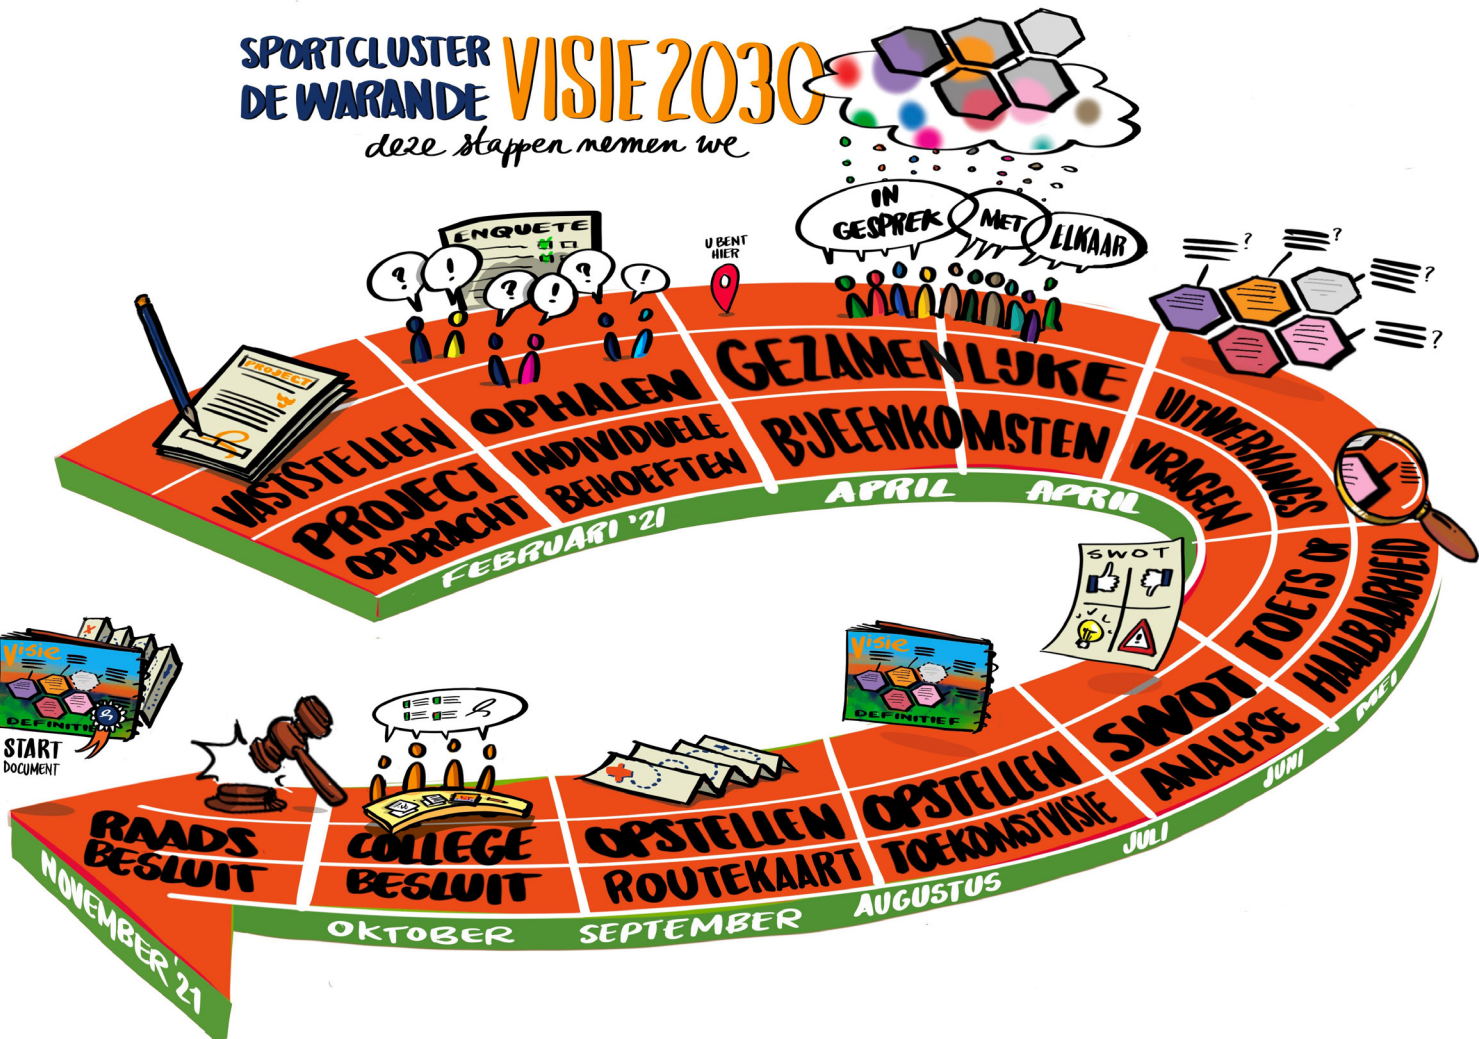 SPORTCLUSTER
DE WARANDE
VISIE 2030
deze stappen nemen we
IN
GESPREK
MET
ELKAAR
ENQUETE
?
!
?
!
?
!
U BENT
HIER
?
?
?
?
PROJECT
VASTSTELLEN
PROJECT
OPDRACHT
OPHALEN
INDIVIDUELE
BEHOEFTEN
GEZAMENLIJKE
BIJEENKOMSTEN
UITWERKINGS
VRAGEN
FEBRUARI '21
APRIL
APRIL
TOETS OP
HAALBAARHEID
MEI
SWOT
SWOT
ANALYSE
JUNI
Visie
DEFINITIEF
OPSTELLEN
TOEKOMSTVISIE
JULI
AUGUSTUS
OPSTELLEN
ROUTEKAART
SEPTEMBER
COLLEGE
BESLUIT
OKTOBER
RAADS
BESLUIT
NOVEMBER '21
Visie
DEFINITIEF
START
DOCUMENT